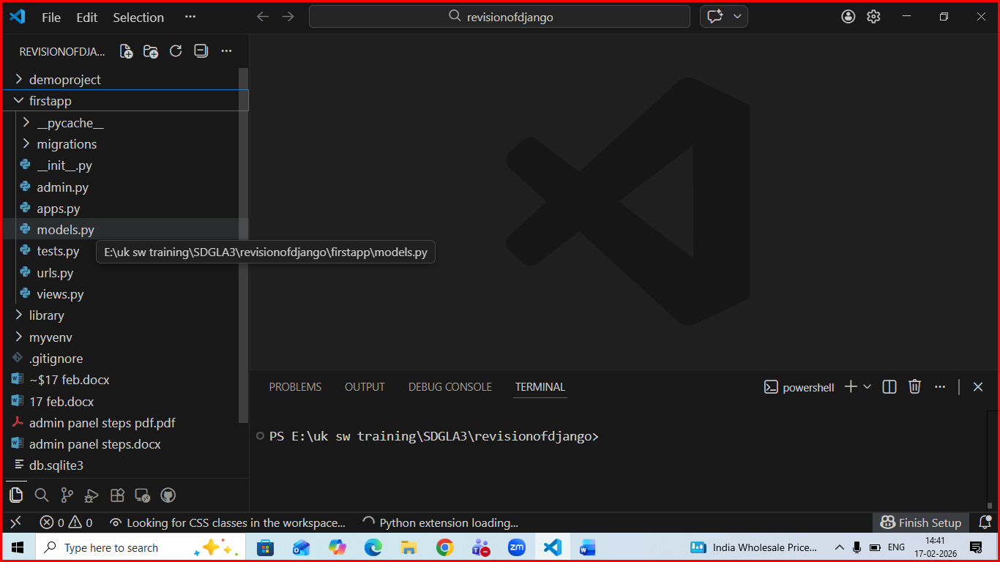 File Edit Selection ··· revisionofdjango
REVISIONOFDJA...
demoproject
firstapp
__pycache__
migrations
__init__.py
admin.py
apps.py
models.py
E:\uk sw training\SDGLA3\revisionofdjango\firstapp\models.py
tests.py
urls.py
views.py
library
myvenv
.gitignore
~$17 feb.docx
17 feb.docx
admin panel steps pdf.pdf
admin panel steps.docx
db.sqlite3
PROBLEMS OUTPUT DEBUG CONSOLE TERMINAL powershell
PS E:\uk sw training\SDGLA3\revisionofdjango>
0 0 Looking for CSS classes in the workspace... Python extension loading... Finish Setup
Type here to search zm India Wholesale Price... ENG 14:41
17-02-2026